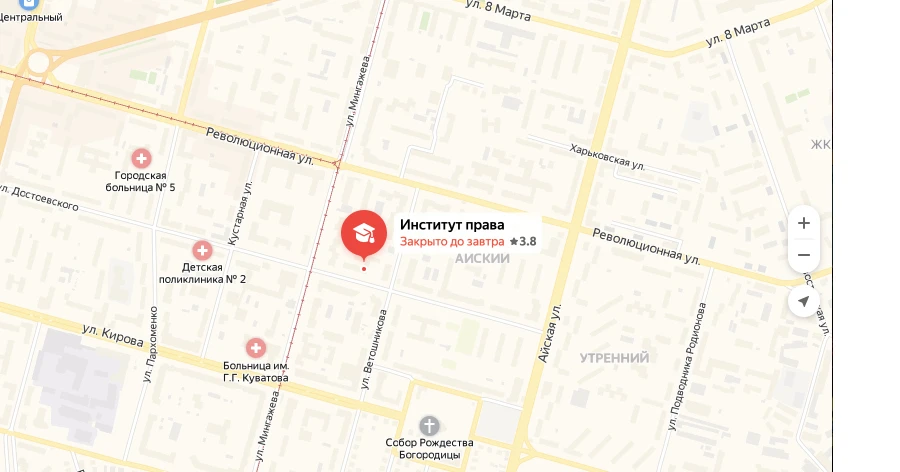 ул. 8 Марта
Центральный
ул. 8 Марта
ул. Мингажева
Революционная ул.
Харьковская ул.
ЖК
Городская
больница № 5
ул. Достоевского
Кустарная ул.
Институт права
Закрыто до завтра ★3.8
АЙСКИЙ
Революционная ул.
Детская
поликлиника № 2
ул. Кирова
ул. Пархоменко
ул. Ветошникова
Айская ул.
УТРЕННИЙ
ул. Подводника Родионова
Больница им.
Г.Г. Куватова
ул. Мингажева
Собор Рождества
Богородицы